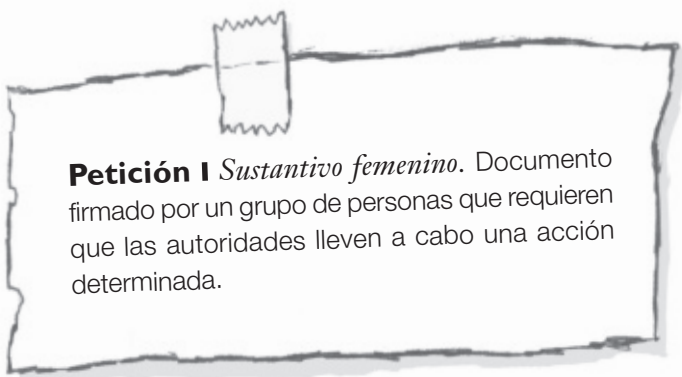 Petición I Sustantivo femenino. Documento
firmado por un grupo de personas que requieren
que las autoridades lleven a cabo una acción
determinada.